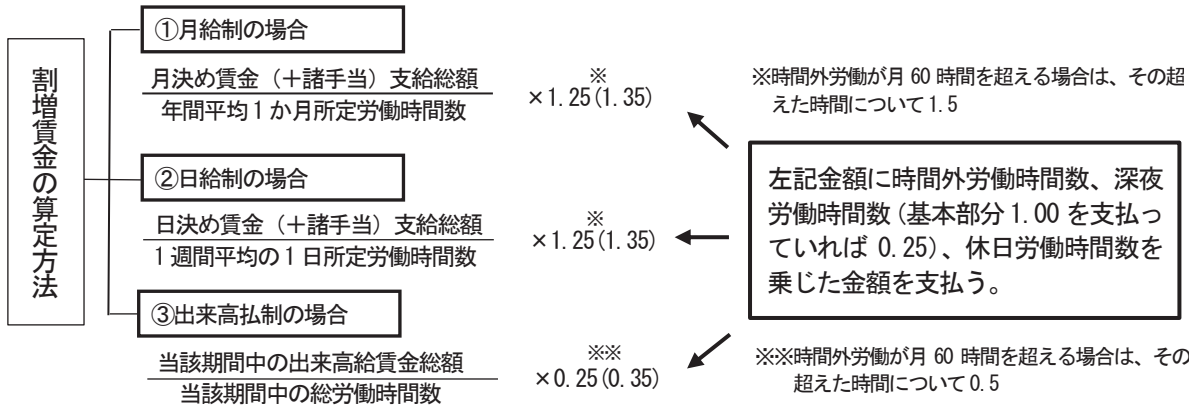 割増賃金の算定方法
①月給制の場合
月決め賃金（＋諸手当）支給総額
年間平均１か月所定労働時間数
※
×1.25(1.35)
※時間外労働が月 60 時間を超える場合は、その超
えた時間について1.5
②日給制の場合
日決め賃金（＋諸手当）支給総額
１週間平均の１日所定労働時間数
※
×1.25(1.35)
左記金額に時間外労働時間数、深夜
労働時間数(基本部分 1.00 を支払っ
ていれば 0.25)、休日労働時間数を
乗じた金額を支払う。
③出来高払制の場合
当該期間中の出来高給賃金総額
当該期間中の総労働時間数
※※
×0.25(0.35)
※※時間外労働が月 60 時間を超える場合は、その
超えた時間について0.5